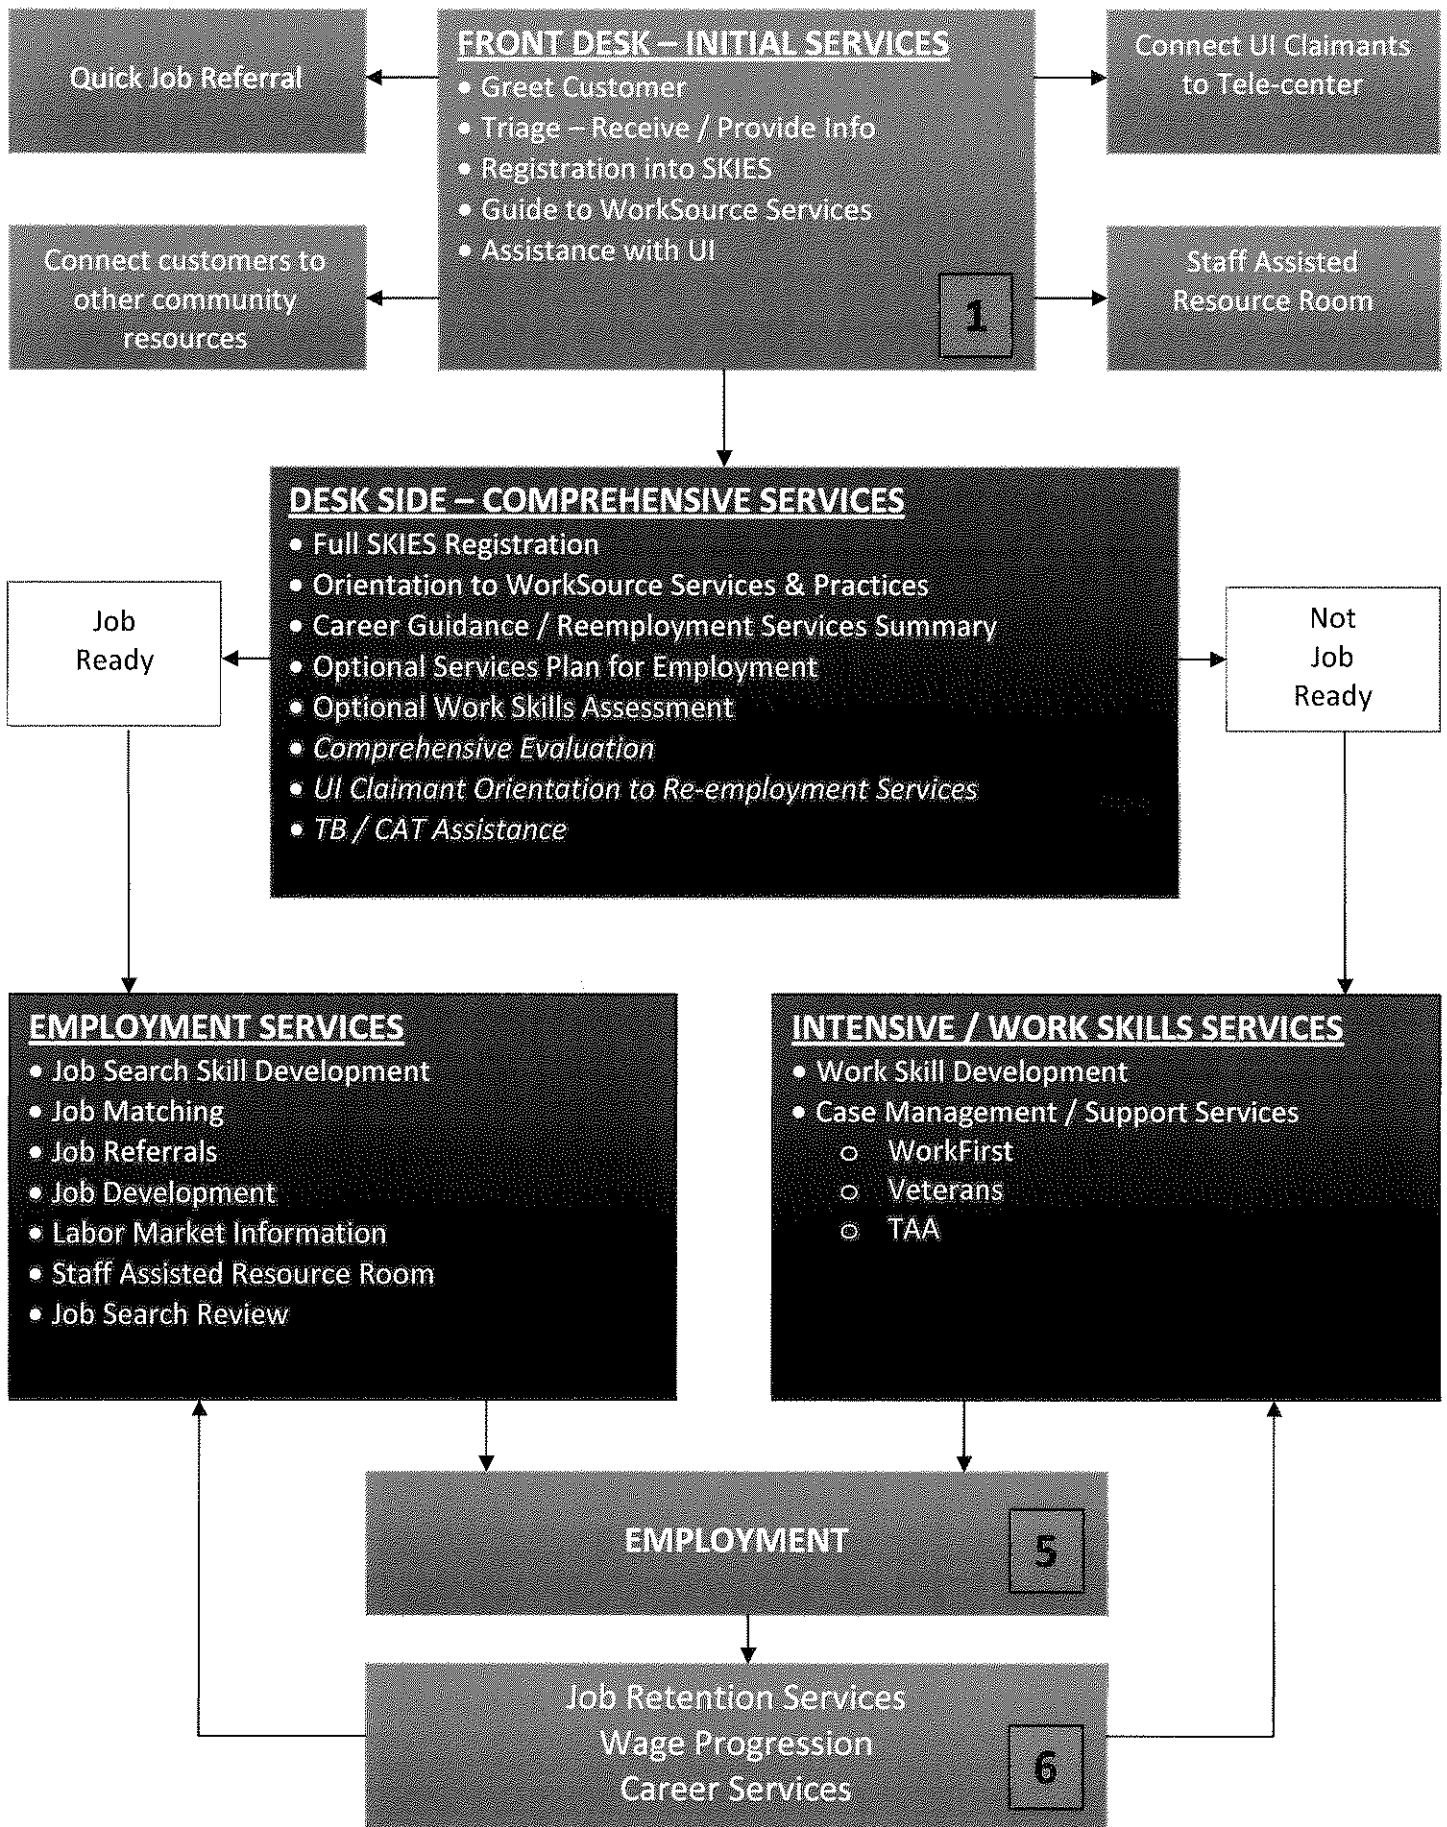 Quick Job Referral
FRONT DESK – INITIAL SERVICES
• Greet Customer
• Triage – Receive / Provide Info
• Registration into SKIES
• Guide to WorkSource Services
• Assistance with UI
1
Connect UI Claimants
to Tele-center
Connect customers to
other community
resources
Staff Assisted
Resource Room
DESK SIDE – COMPREHENSIVE SERVICES
• Full SKIES Registration
• Orientation to WorkSource Services & Practices
• Career Guidance / Reemployment Services Summary
• Optional Services Plan for Employment
• Optional Work Skills Assessment
• Comprehensive Evaluation
• UI Claimant Orientation to Re-employment Services
• TB / CAT Assistance
Job
Ready
Not
Job
Ready
EMPLOYMENT SERVICES
• Job Search Skill Development
• Job Matching
• Job Referrals
• Job Development
• Labor Market Information
• Staff Assisted Resource Room
• Job Search Review
INTENSIVE / WORK SKILLS SERVICES
• Work Skill Development
• Case Management / Support Services
o WorkFirst
o Veterans
o TAA
EMPLOYMENT
5
Job Retention Services
Wage Progression
Career Services
6